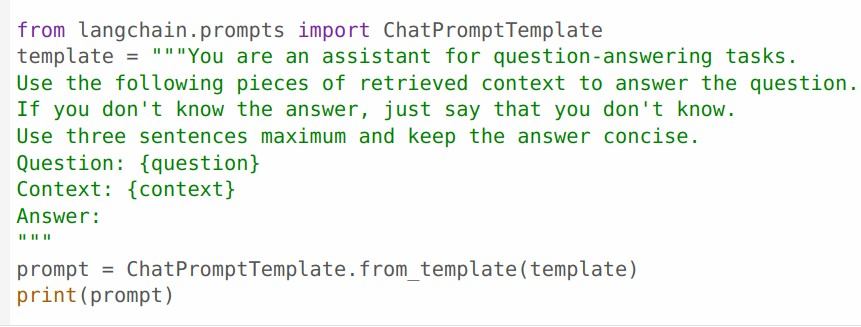 from langchain.prompts import ChatPromptTemplate
template = """You are an assistant for question-answering tasks.
Use the following pieces of retrieved context to answer the question.
If you don't know the answer, just say that you don't know.
Use three sentences maximum and keep the answer concise.
Question: {question}
Context: {context}
Answer:
"""
prompt = ChatPromptTemplate.from_template(template)
print(prompt)